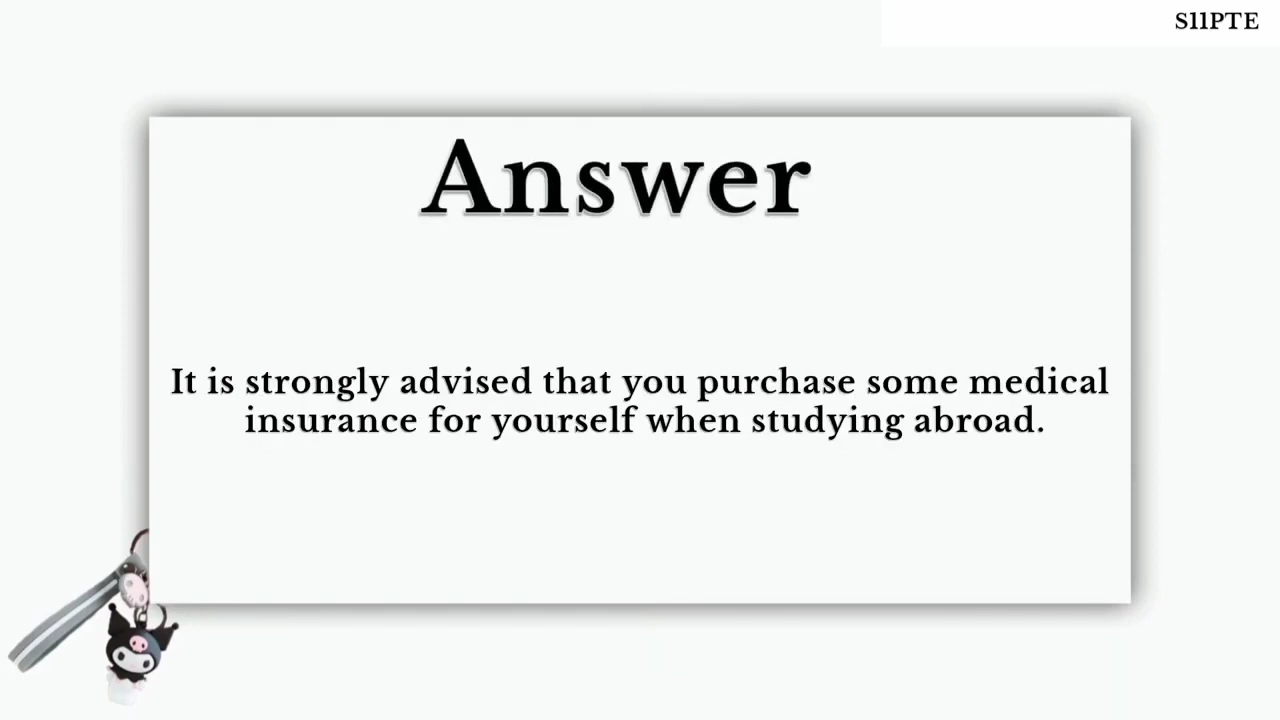 S11PTE
Answer
It is strongly advised that you purchase some medical
insurance for yourself when studying abroad.